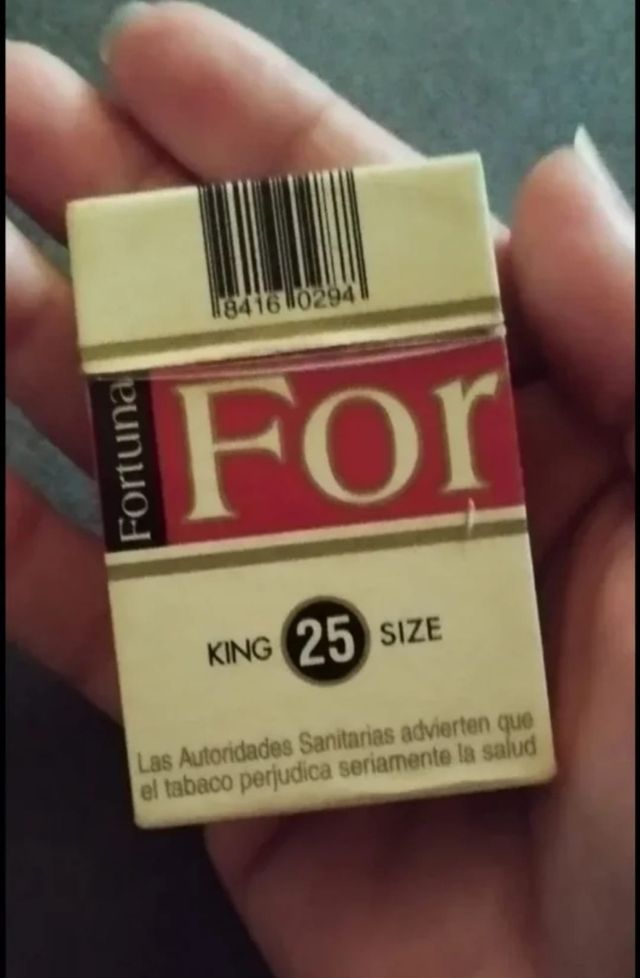 8416 0294
Fortuna
For
KING 25 SIZE
Las Autoridades Sanitarias advierten que
el tabaco perjudica seriamente la salud